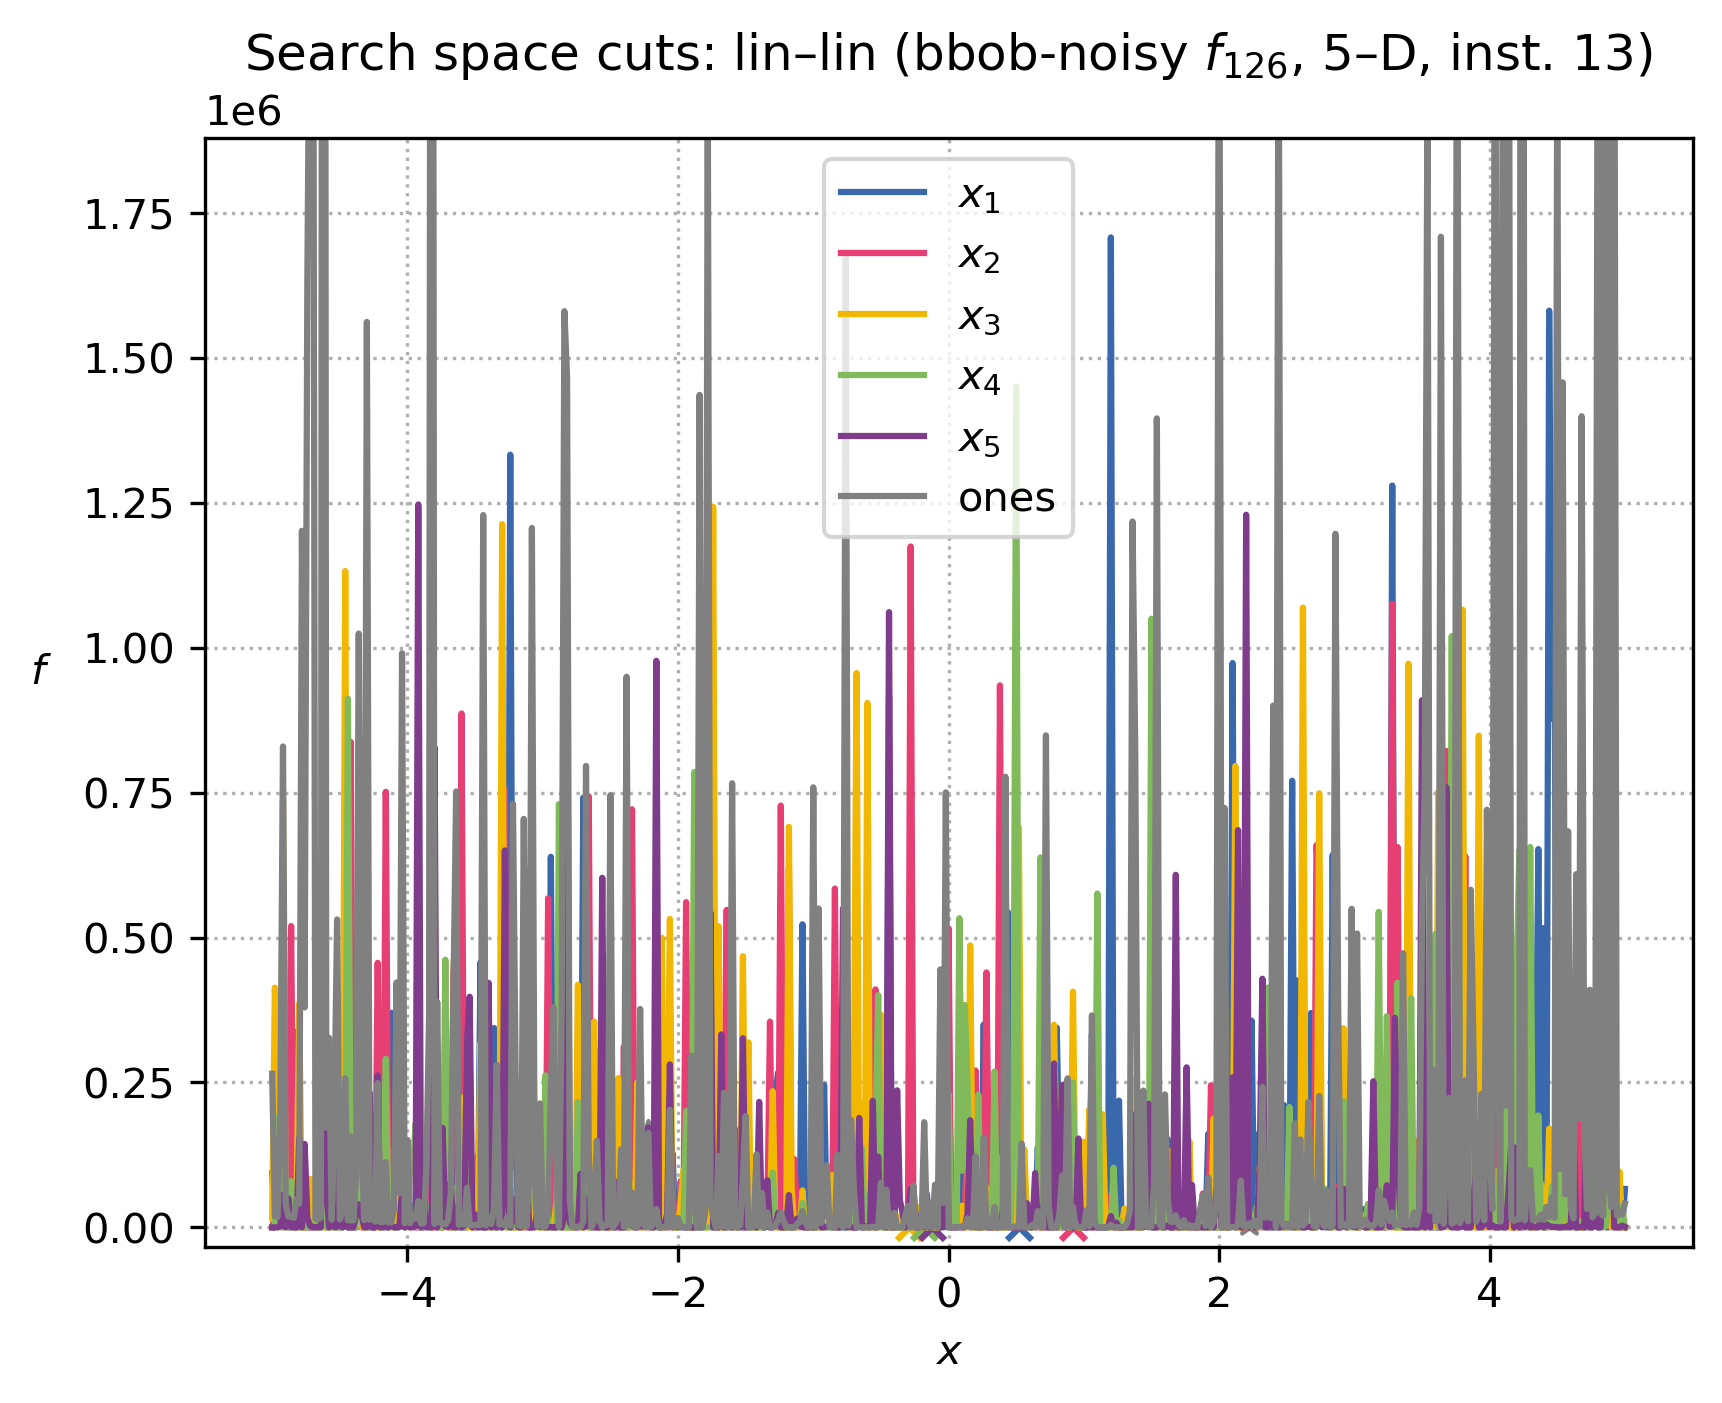 Search space cuts: lin–lin (bbob-noisy f₁₂₆, 5–D, inst. 13)
1e6
1.75
1.50
1.25
1.00
0.75
0.50
0.25
0.00
f
x₁
x₂
x₃
x₄
x₅
ones
−4
−2
0
2
4
x